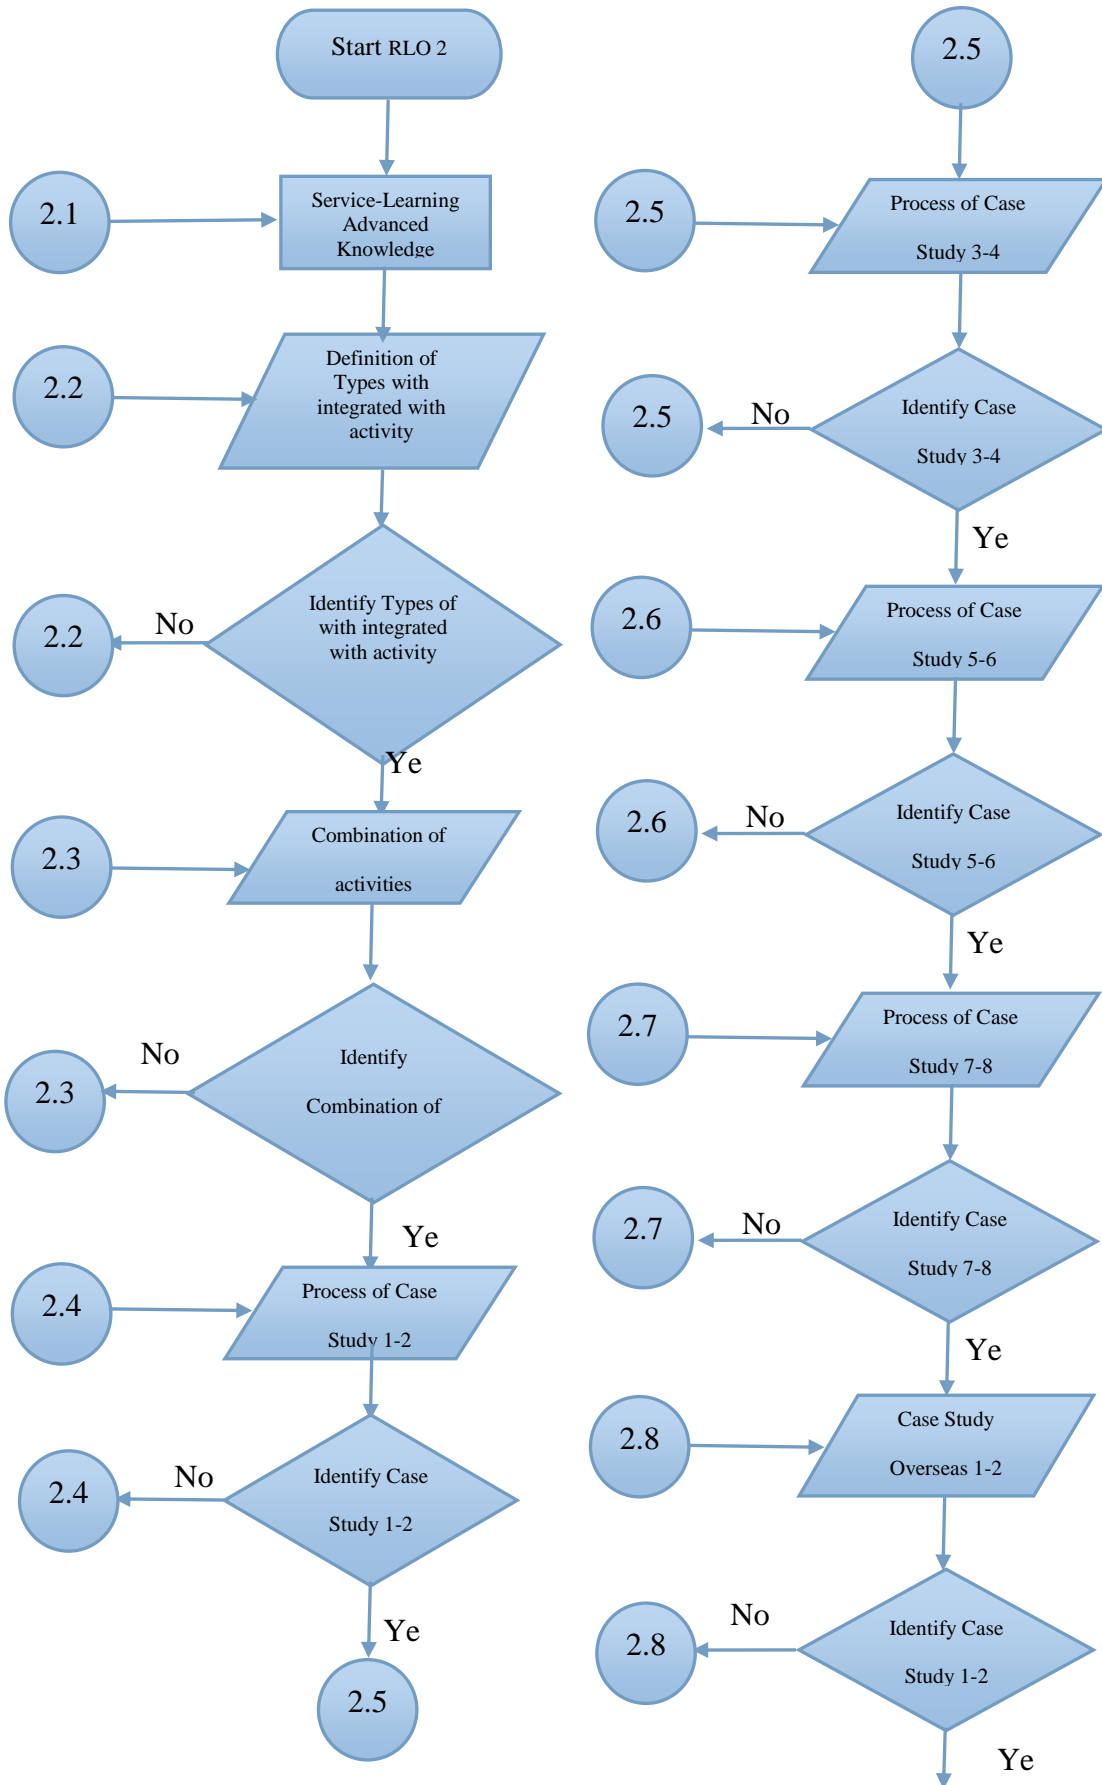 Start RLO 2
2.1
Service-Learning
Advanced
Knowledge
2.2
Definition of
Types with
integrated with
activity
2.2
No
Identify Types of
with integrated
with activity
Ye
2.3
Combination of
activities
2.3
No
Identify
Combination of
Ye
2.4
Process of Case
Study 1-2
2.4
No
Identify Case
Study 1-2
Ye
2.5
2.5
2.5
Process of Case
Study 3-4
2.5
No
Identify Case
Study 3-4
Ye
2.6
Process of Case
Study 5-6
2.6
No
Identify Case
Study 5-6
Ye
2.7
Process of Case
Study 7-8
2.7
No
Identify Case
Study 7-8
Ye
2.8
Case Study
Overseas 1-2
2.8
No
Identify Case
Study 1-2
Ye